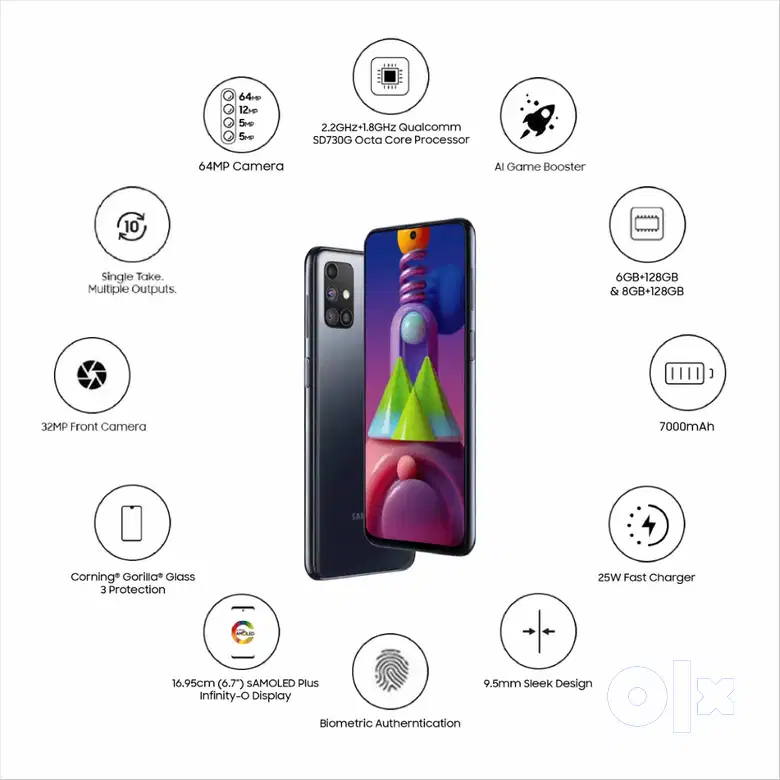 64MP
12MP
5MP
5MP
64MP Camera
2.2GHz+1.8GHz Qualcomm
SD730G Octa Core Processor
AI Game Booster
10
Single Take.
Multiple Outputs.
6GB+128GB
& 8GB+128GB
32MP Front Camera
7000mAh
Corning® Gorilla® Glass
3 Protection
25W Fast Charger
16.95cm (6.7") sAMOLED Plus
Infinity-O Display
Biometric Autherntication
9.5mm Sleek Design
olx